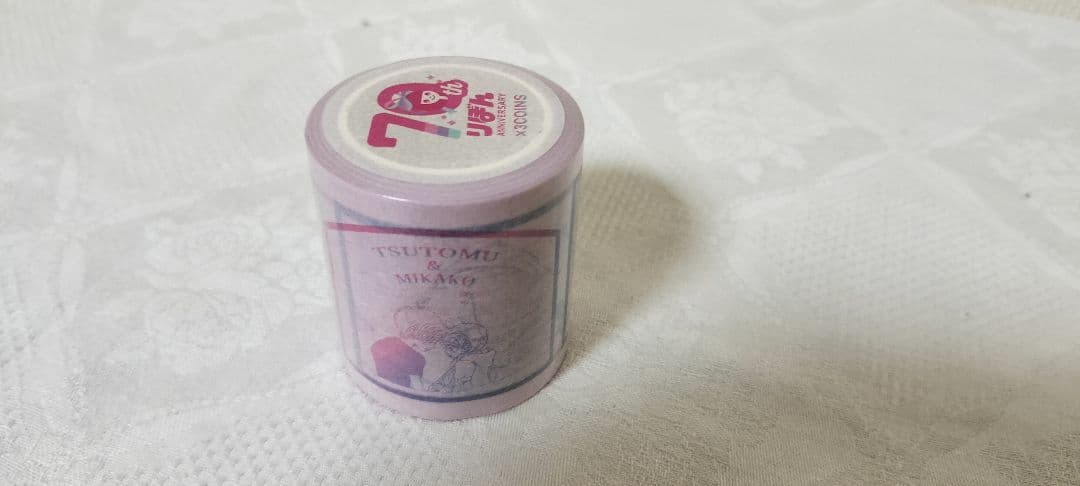 70th
りぼん
ANNIVERSARY
×3COINS
TSUTOMU
&
MIKAKO